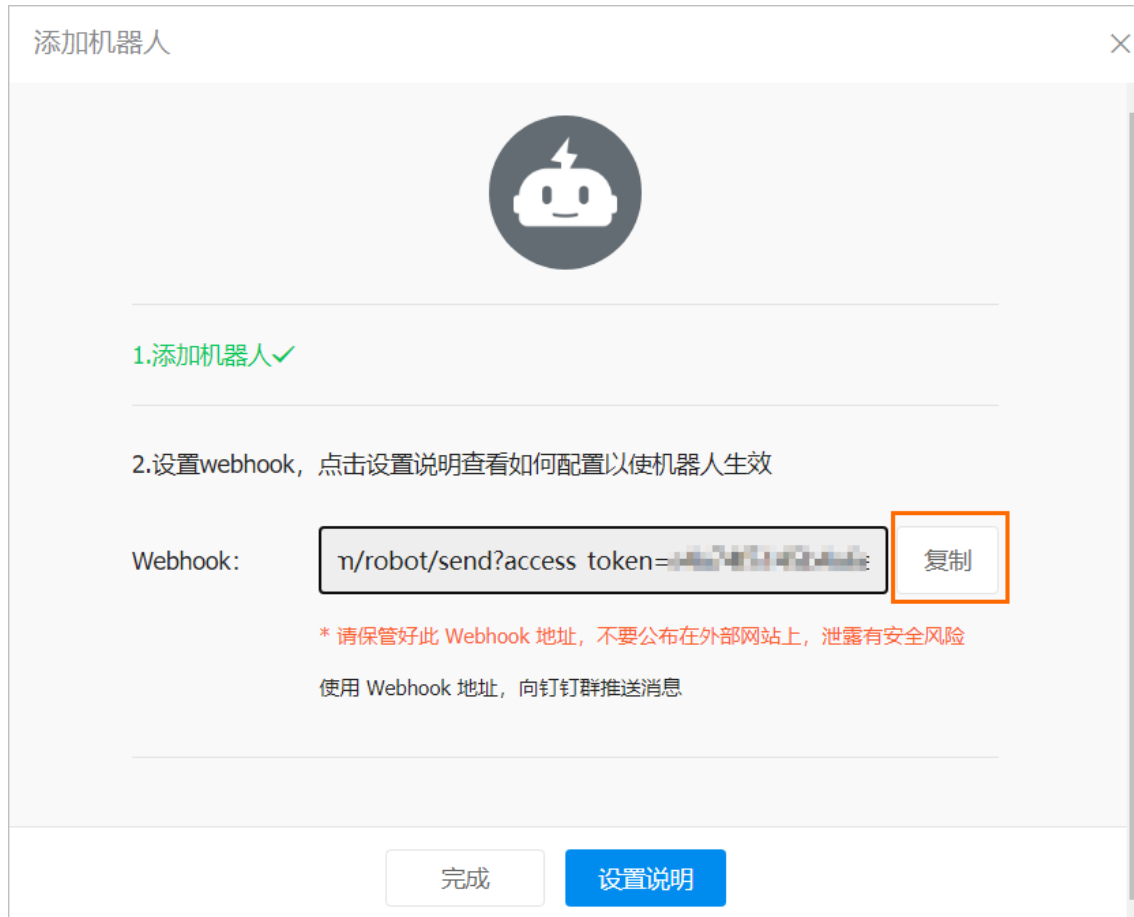 添加机器人
1.添加机器人
2.设置webhook，点击设置说明查看如何配置以使机器人生效
Webhook： n/robot/send?access_token= 复制
* 请保管好此 Webhook 地址，不要公布在外部网站上，泄露有安全风险
使用 Webhook 地址，向钉钉群推送消息
完成 设置说明